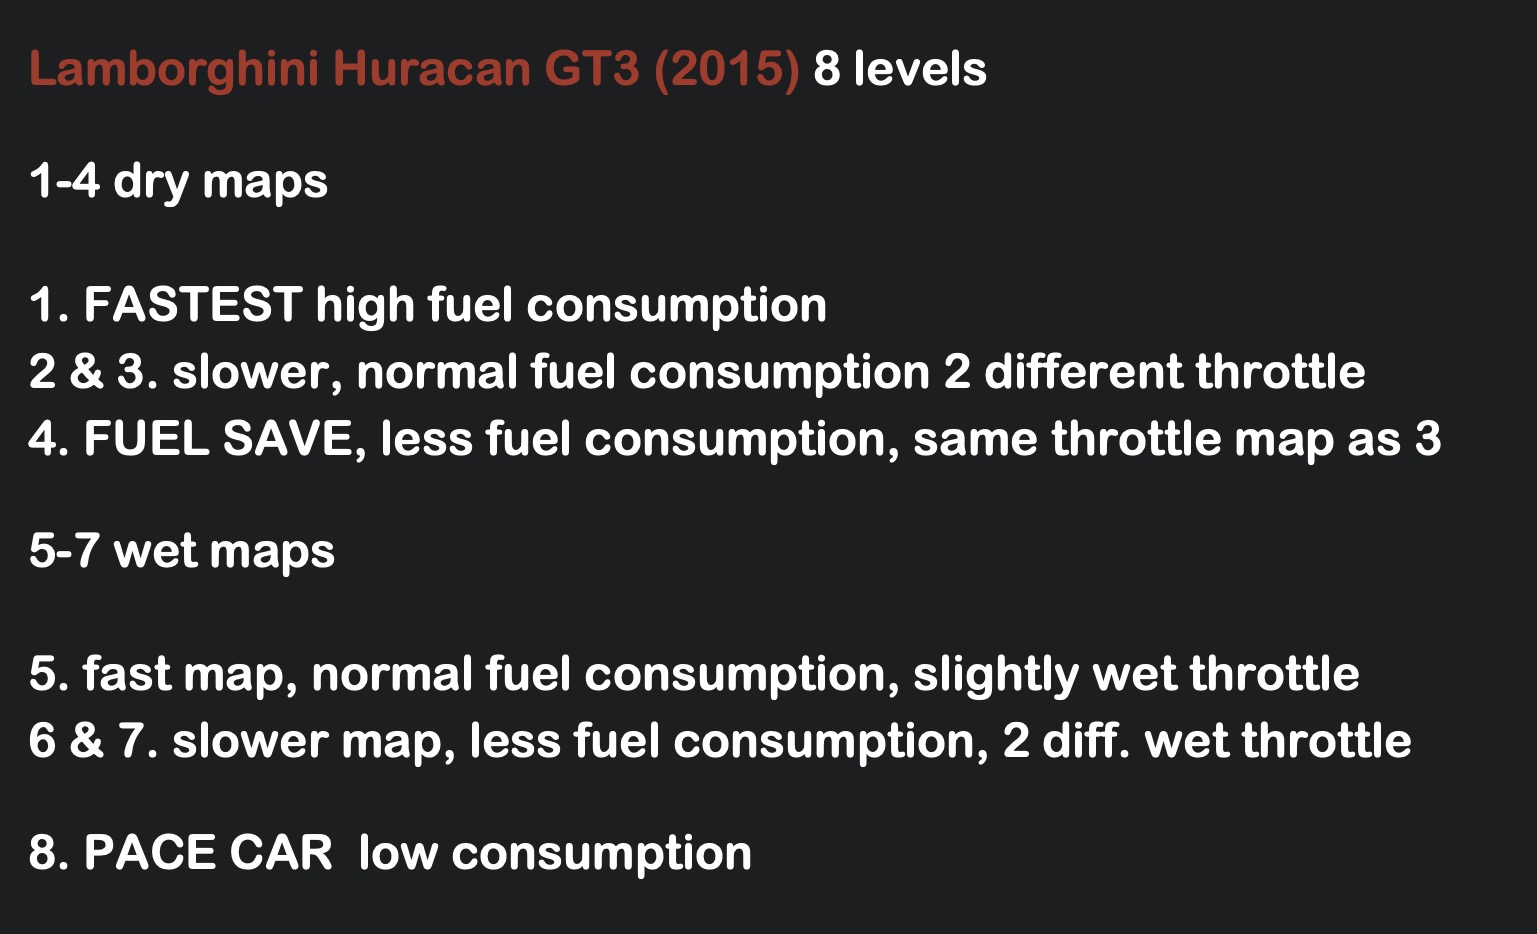 Lamborghini Huracan GT3 (2015) 8 levels
1-4 dry maps
1. FASTEST high fuel consumption
2 & 3. slower, normal fuel consumption 2 different throttle
4. FUEL SAVE, less fuel consumption, same throttle map as 3
5-7 wet maps
5. fast map, normal fuel consumption, slightly wet throttle
6 & 7. slower map, less fuel consumption, 2 diff. wet throttle
8. PACE CAR  low consumption